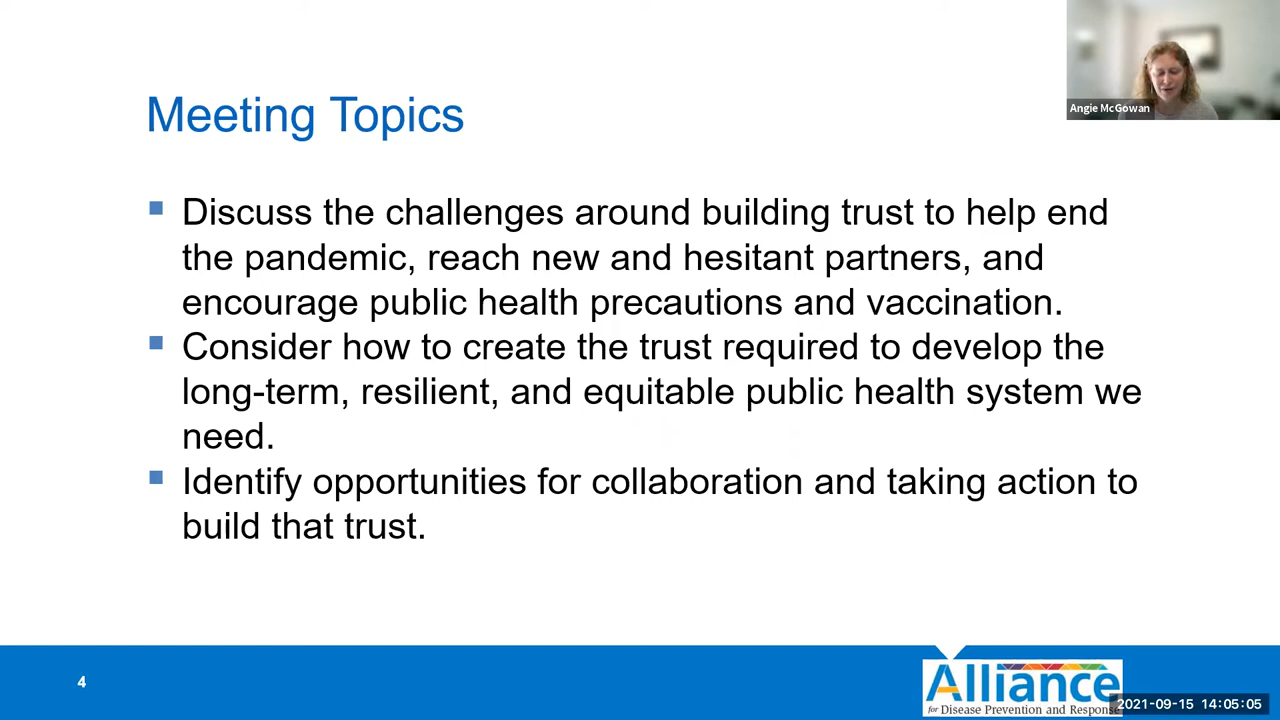 Meeting Topics
Angie McGowan
▪ Discuss the challenges around building trust to help end
the pandemic, reach new and hesitant partners, and
encourage public health precautions and vaccination.
▪ Consider how to create the trust required to develop the
long-term, resilient, and equitable public health system we
need.
▪ Identify opportunities for collaboration and taking action to
build that trust.
4
Alliance
for Disease Prevention and Response
2021-09-15 14:05:05